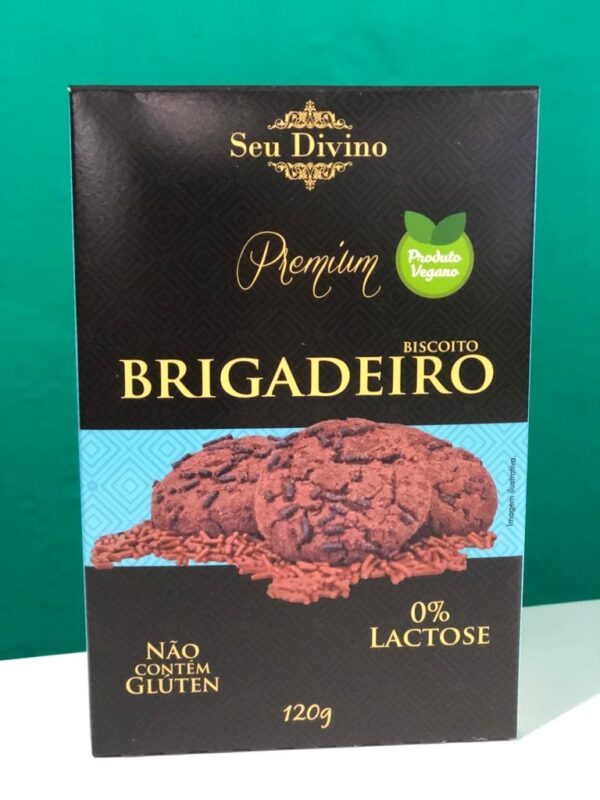 Seu Divino
Premium
Produto
Vegano
BISCOITO
BRIGADEIRO
Imagem ilustrativa.
0%
LACTOSE
NÃO
CONTÉM
GLÚTEN
120g